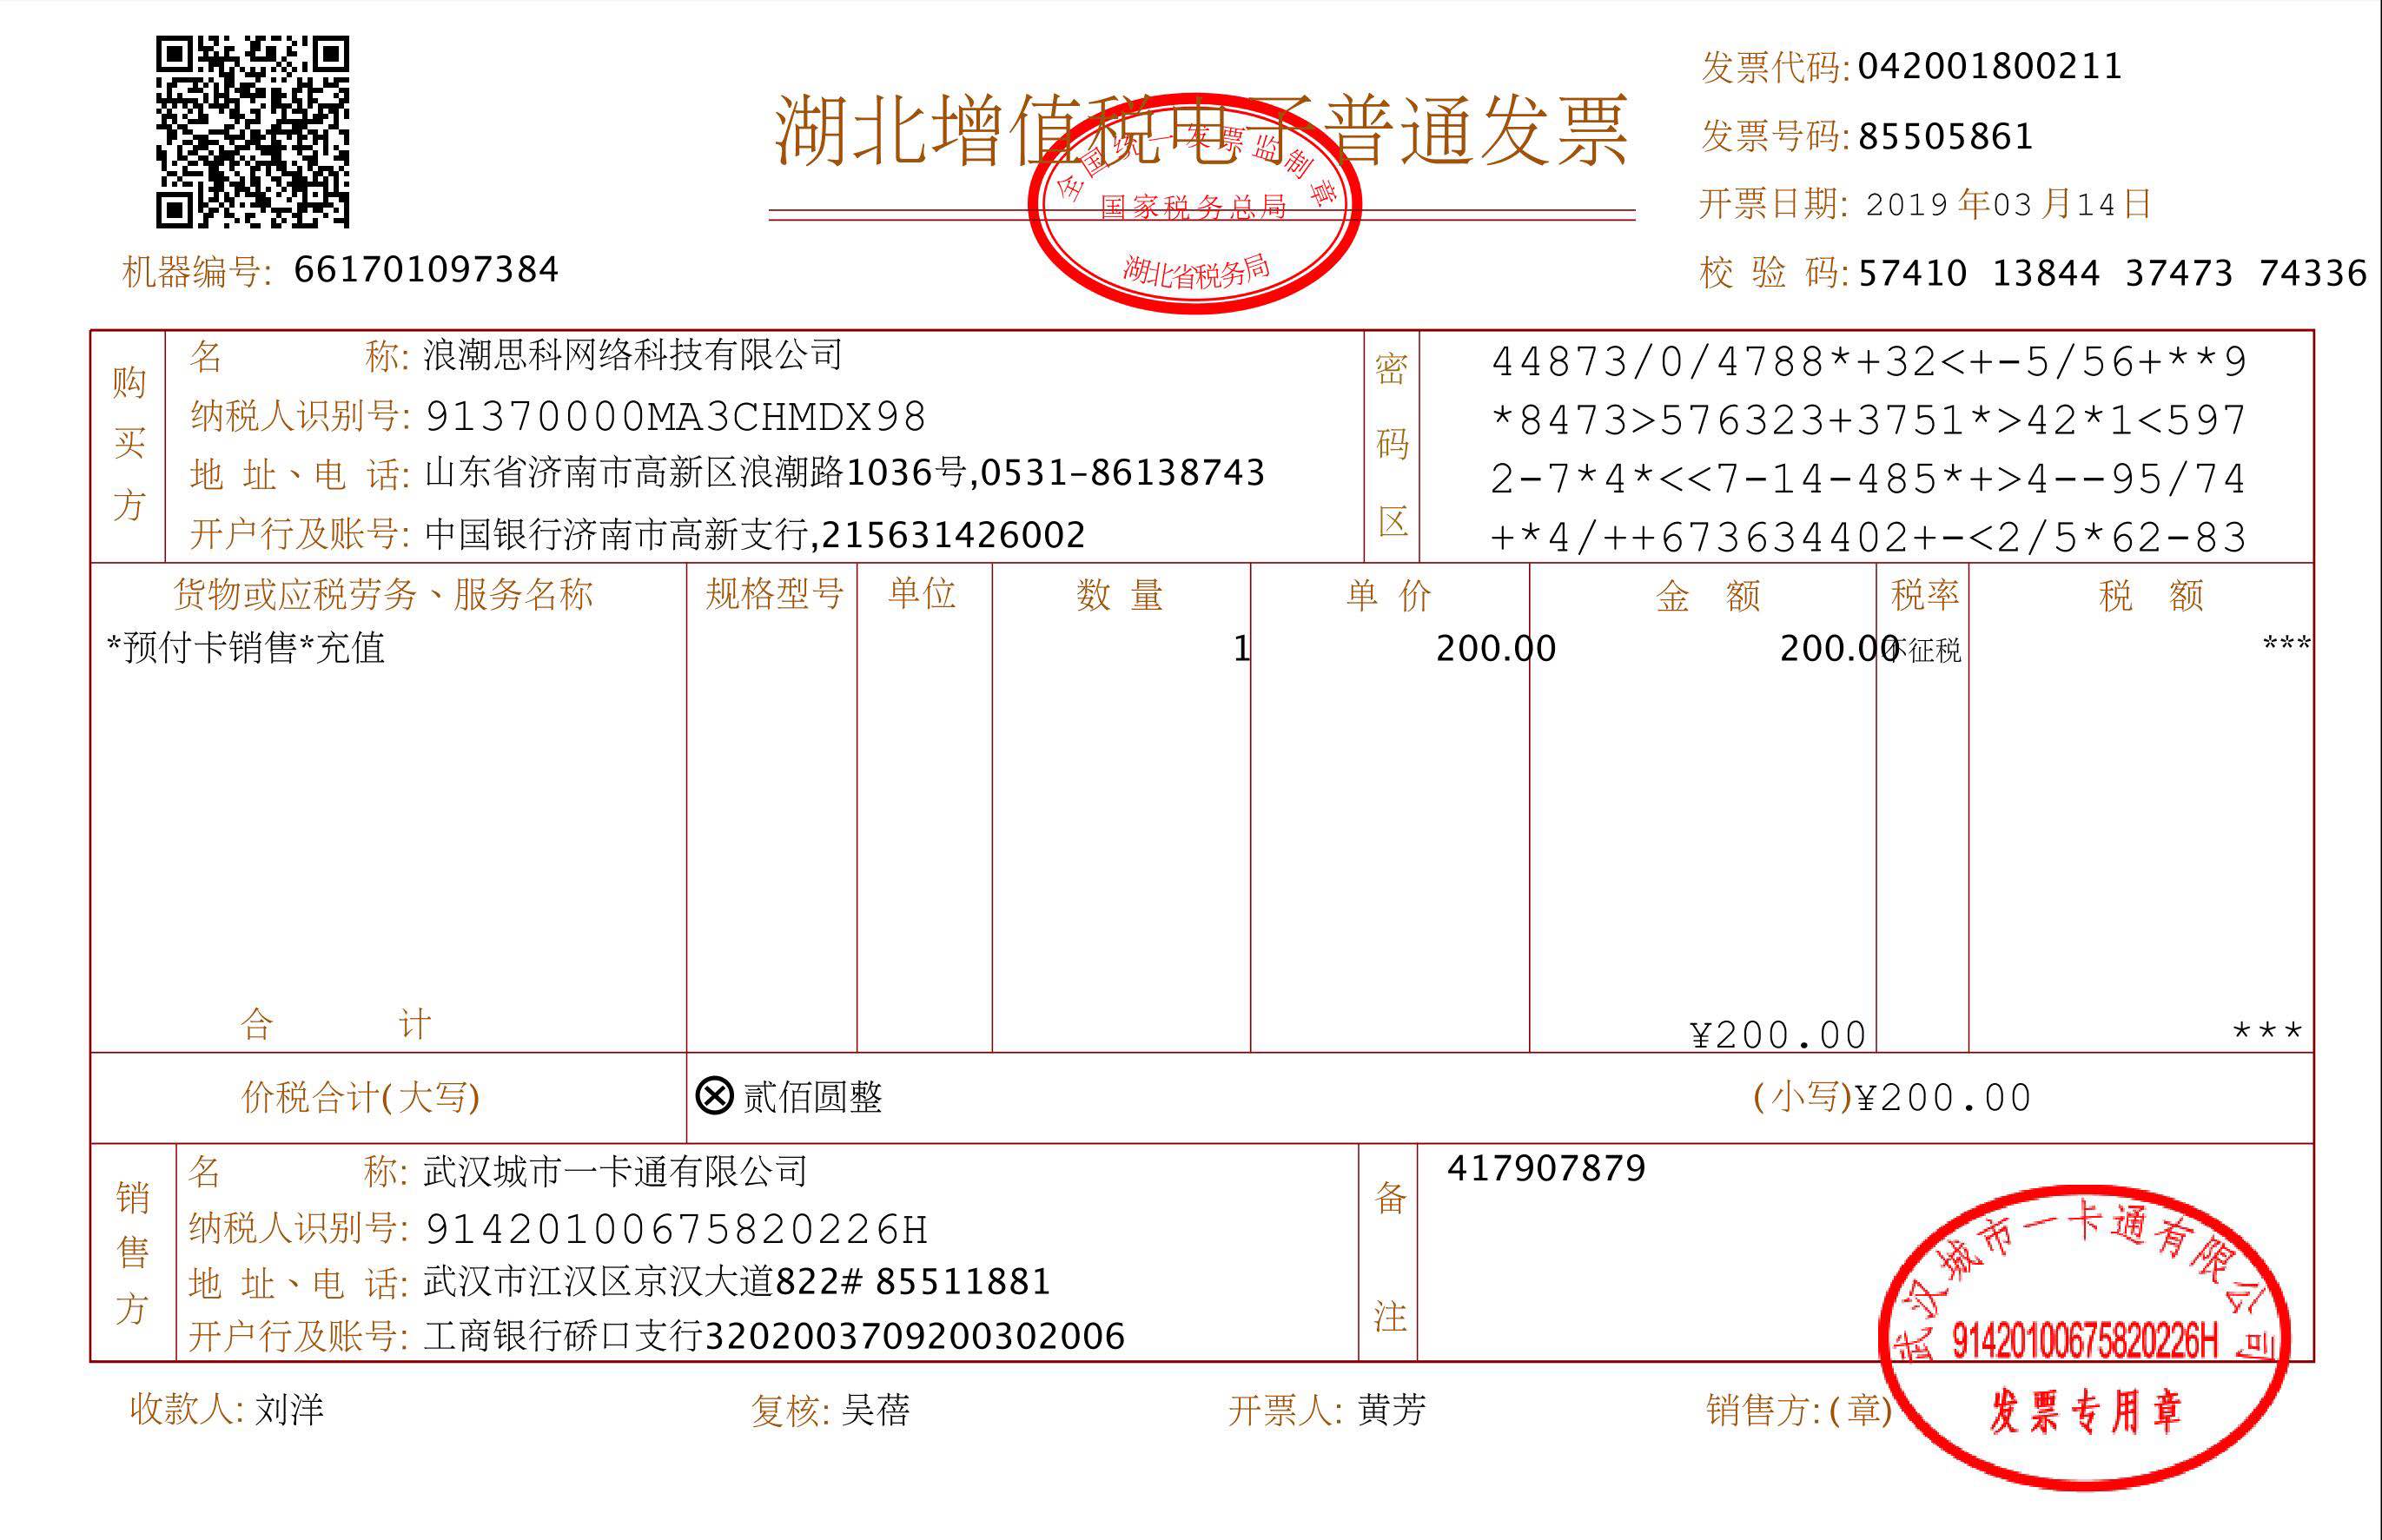 湖北增值税电子普通发票
全国统一发票监制章
国家税务总局
湖北省税务局
发票代码:042001800211
发票号码:85505861
开票日期: 2019年03月14日
机器编号: 661701097384
校 验 码:57410 13844 37473 74336
购买方
名 称: 浪潮思科网络科技有限公司
纳税人识别号: 91370000MA3CHMDX98
地 址、电 话: 山东省济南市高新区浪潮路1036号,0531-86138743
开户行及账号: 中国银行济南市高新支行,215631426002
密码区
44873/0/4788*+32<+-5/56+**9
*8473>576323+3751*>42*1<597
2-7*4*<<7-14-485*+>4--95/74
+*4/++673634402+-<2/5*62-83
货物或应税劳务、服务名称 规格型号 单位 数 量 单 价 金 额 税率 税 额
*预付卡销售*充值 1 200.00 200.00 不征税 ***
合 计 ¥200.00 ***
价税合计(大写) ⊗贰佰圆整 (小写)¥200.00
销售方
名 称: 武汉城市一卡通有限公司
纳税人识别号: 91420100675820226H
地 址、电 话: 武汉市江汉区京汉大道822# 85511881
开户行及账号: 工商银行硚口支行3202003709200302006
备注
417907879
收款人: 刘洋 复核: 吴蓓 开票人: 黄芳 销售方:(章)
武汉城市一卡通有限公司
91420100675820226H
发票专用章